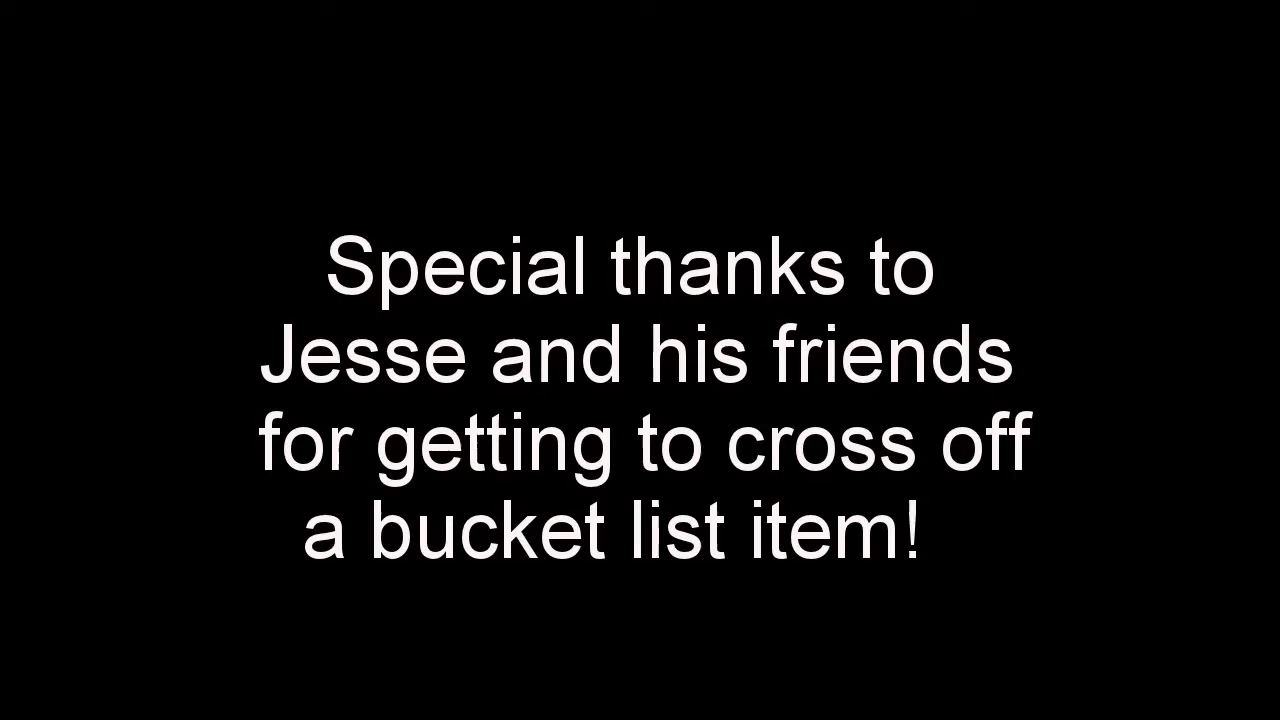 Special thanks to
Jesse and his friends
for getting to cross off
a bucket list item!